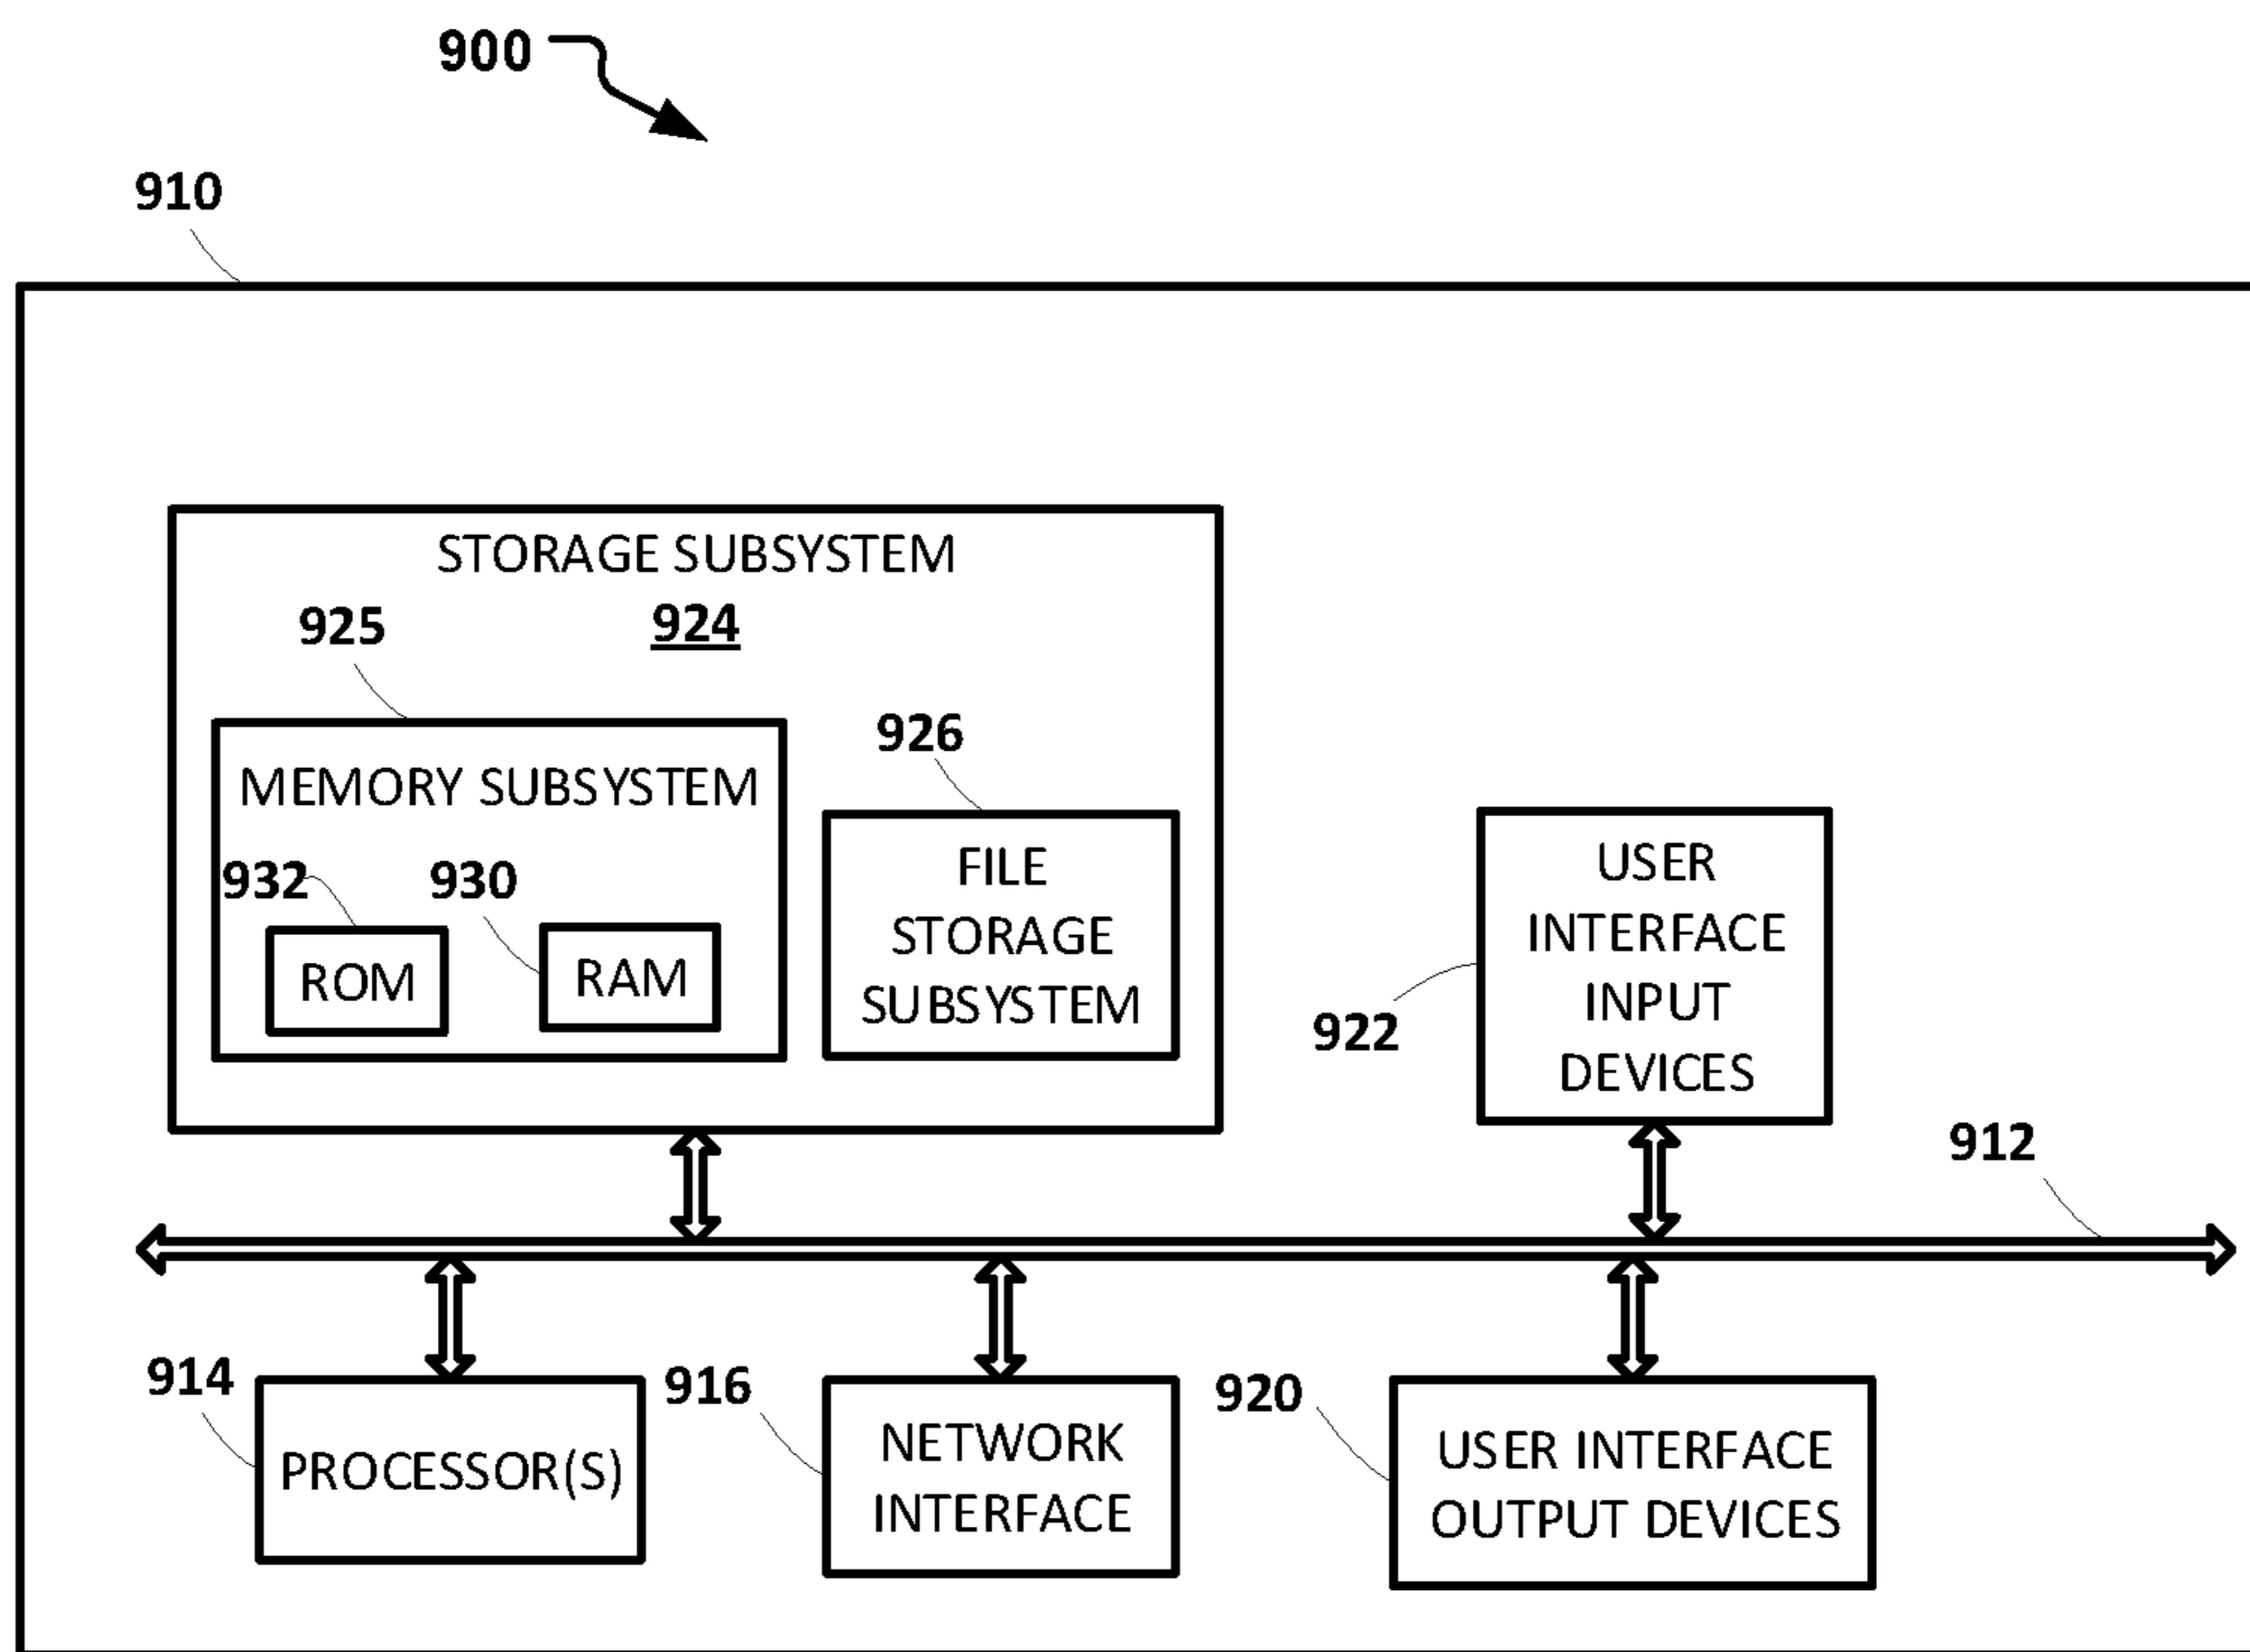 900
910
STORAGE SUBSYSTEM
924
925
MEMORY SUBSYSTEM
932
930
ROM
RAM
926
FILE
STORAGE
SUBSYSTEM
USER
INTERFACE
INPUT
DEVICES
922
912
914
PROCESSOR(S)
916
NETWORK
INTERFACE
920
USER INTERFACE
OUTPUT DEVICES